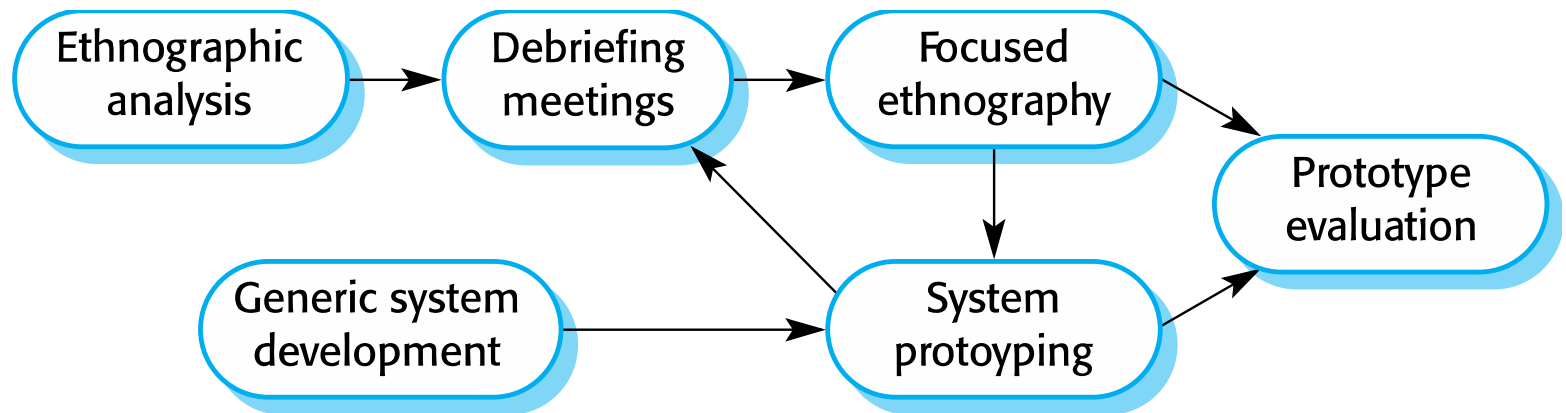 Ethnographic
analysis
Debriefing
meetings
Focused
ethnography
Prototype
evaluation
Generic system
development
System
protoyping